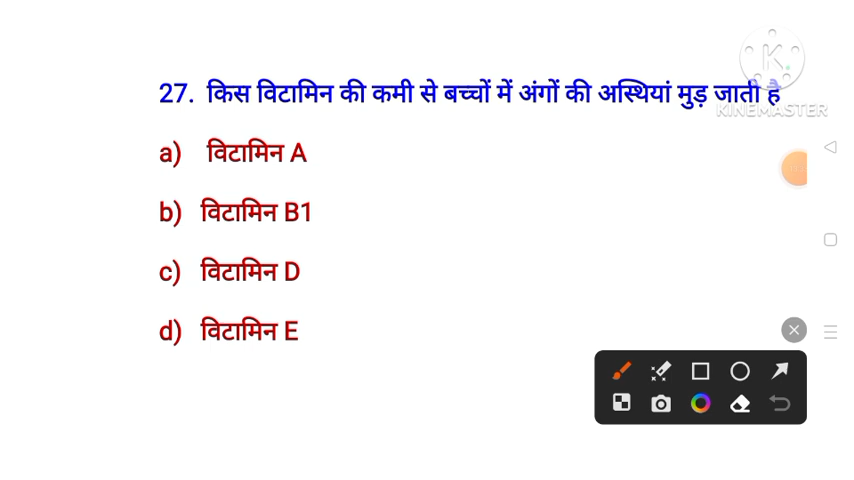 27. किस विटामिन की कमी से बच्चों में अंगों की अस्थियां मुड़ जाती है
KINEMASTER
a) विटामिन A
b) विटामिन B1
c) विटामिन D
d) विटामिन E